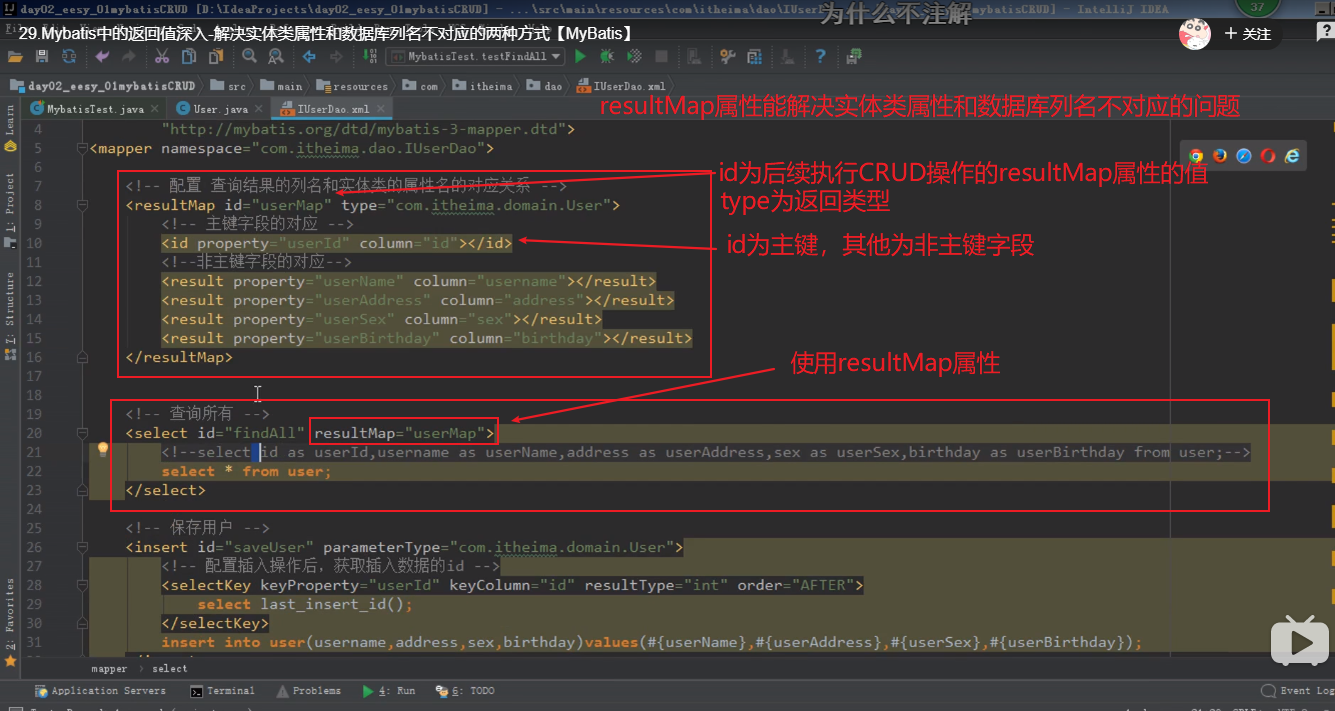 day02_eesy_01mybatisCRUD [D:\IdeaProjects\day02_eesy_01mybatisCRUD] - ...\src\main\resources\com\itheima\dao\IUserDao.xml
mybatisCRUD] - IntelliJ IDEA
为什么不注解
37
29.Mybatis中的返回值深入-解决实体类属性和数据库列名不对应的两种方式【MyBatis】
+ 关注
MybatisTest.testFindAll
day02_eesy_01mybatisCRUD
src
main
resources
com
itheima
dao
IUserDao.xml
MybatisTest.java
User.java
IUserDao.xml
resultMap属性能解决实体类属性和数据库列名不对应的问题
Learn
1: Project
7: Structure
2: Favorites
4 "http://mybatis.org/dtd/mybatis-3-mapper.dtd">
5 <mapper namespace="com.itheima.dao.IUserDao">
6
7 <!-- 配置 查询结果的列名和实体类的属性名的对应关系 -->
id为后续执行CRUD操作的resultMap属性的值
type为返回类型
8 <resultMap id="userMap" type="com.itheima.domain.User">
9 <!-- 主键字段的对应 -->
10 <id property="userId" column="id"></id>
id为主键，其他为非主键字段
11 <!--非主键字段的对应-->
12 <result property="userName" column="username"></result>
13 <result property="userAddress" column="address"></result>
14 <result property="userSex" column="sex"></result>
15 <result property="userBirthday" column="birthday"></result>
16 </resultMap>
使用resultMap属性
17
18
19 <!-- 查询所有 -->
20 <select id="findAll" resultMap="userMap">
21 <!--select id as userId,username as userName,address as userAddress,sex as userSex,birthday as userBirthday from user;-->
22 select * from user;
23 </select>
24
25 <!-- 保存用户 -->
26 <insert id="saveUser" parameterType="com.itheima.domain.User">
27 <!-- 配置插入操作后，获取插入数据的id -->
28 <selectKey keyProperty="userId" keyColumn="id" resultType="int" order="AFTER">
29 select last_insert_id();
30 </selectKey>
31 insert into user(username,address,sex,birthday)values(#{userName},#{userAddress},#{userSex},#{userBirthday});
mapper › select
Application Servers
Terminal
Problems
4: Run
6: TODO
Event Log